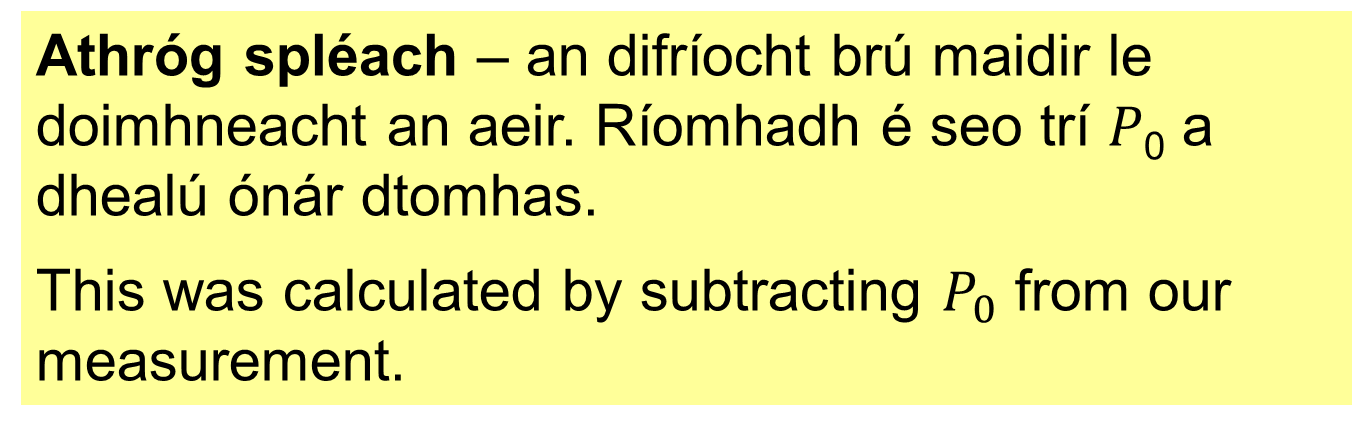 Athróg spléach – an difríocht brú maidir le
doimhneacht an aeir. Ríomhadh é seo trí P₀ a
dhealú ónár dtomhas.
This was calculated by subtracting P₀ from our
measurement.